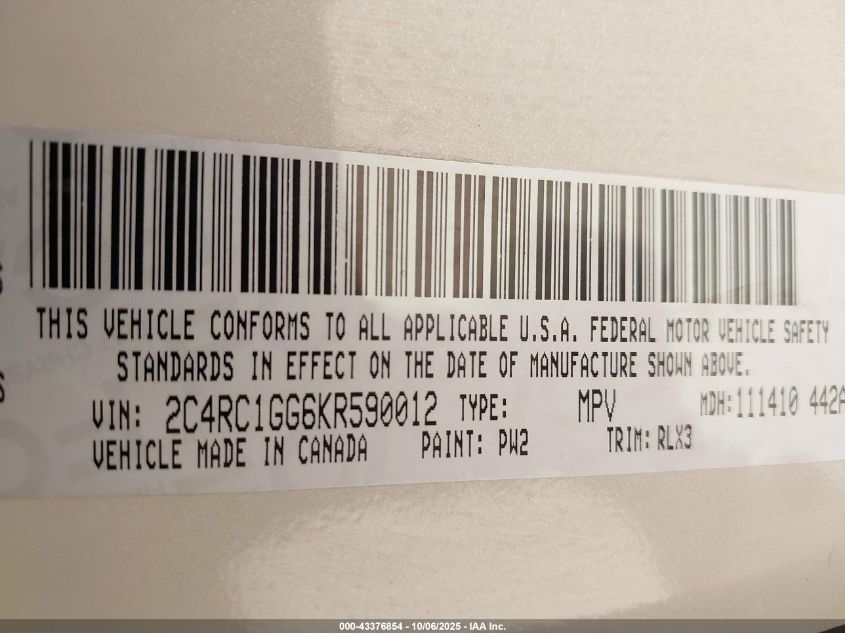 THIS VEHICLE CONFORMS TO ALL APPLICABLE U.S.A. FEDERAL MOTOR VEHICLE SAFETY
STANDARDS IN EFFECT ON THE DATE OF MANUFACTURE SHOWN ABOVE.
VIN: 2C4RC1GG6KR590012 TYPE: MPV MDH:111410 442A
VEHICLE MADE IN CANADA PAINT: PW2 TRIM: RLX3
000-43376854 - 10/06/2025 - IAA Inc.